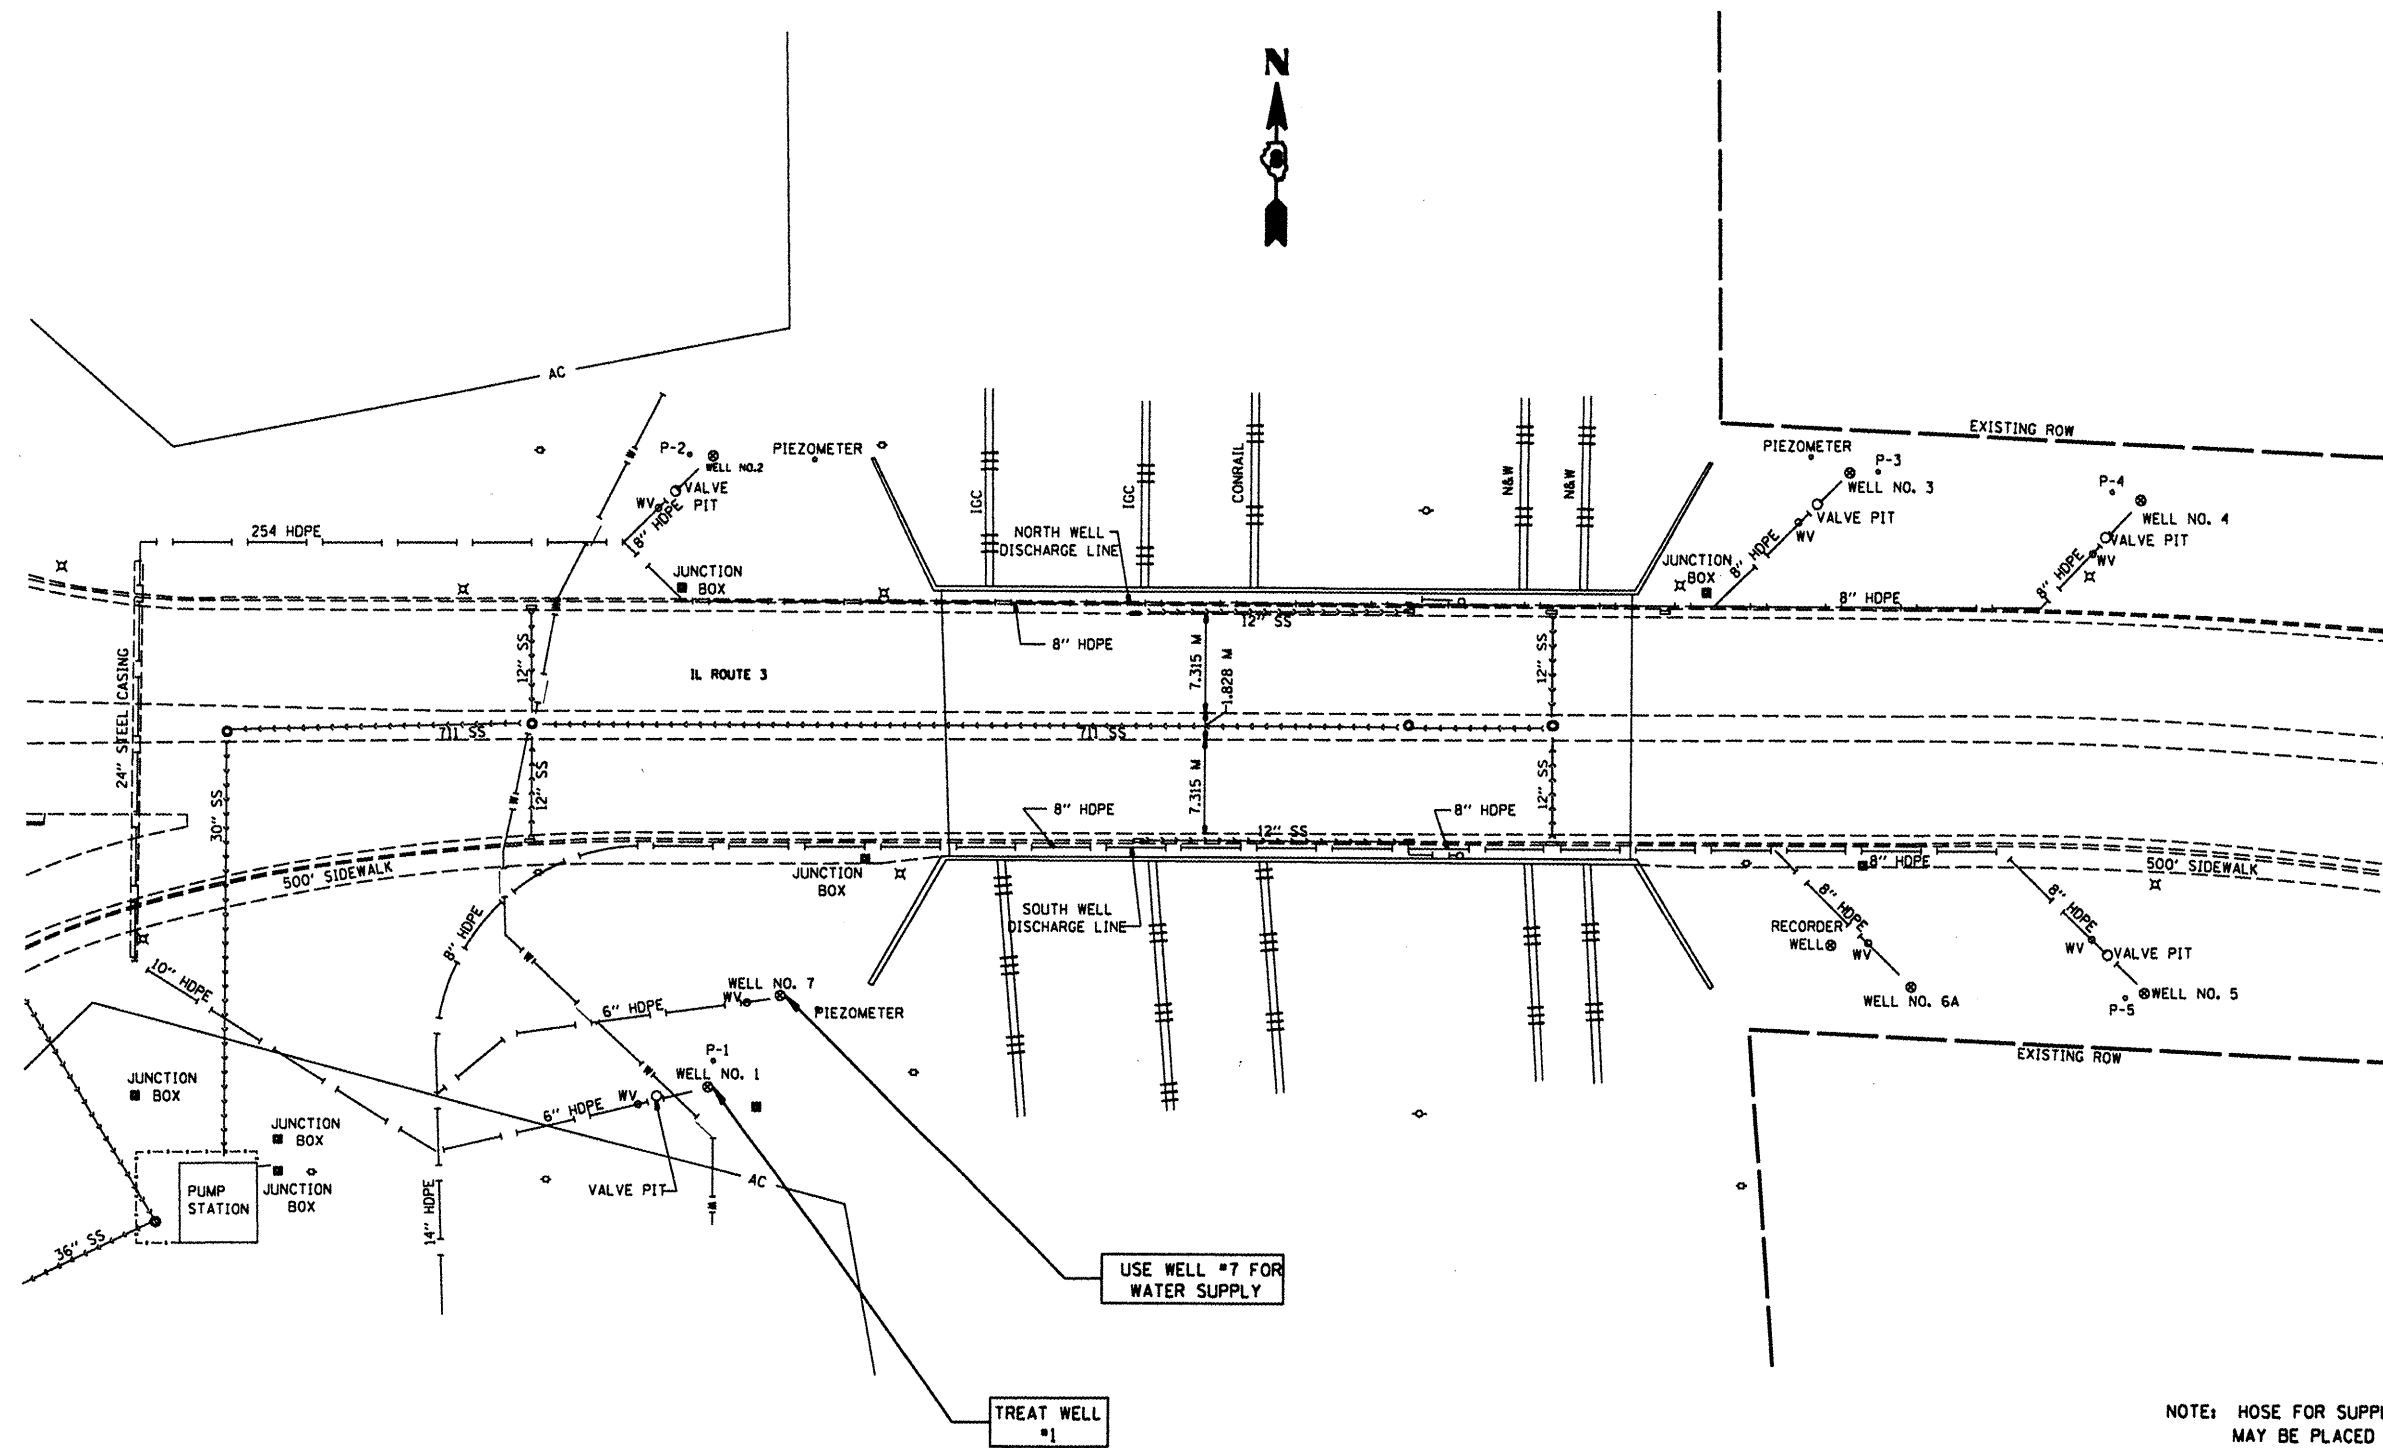 N
AC
EXISTING ROW
P-2
WELL NO.2
PIEZOMETER
VALVE
PIT
WV
8" HDPE
254 HDPE
JUNCTION
BOX
IGC
IGC
CONRAIL
N&W
N&W
NORTH WELL
DISCHARGE LINE
PIEZOMETER
P-3
WELL NO. 3
VALVE PIT
WV
8" HDPE
JUNCTION
BOX
P-4
WELL NO. 4
VALVE PIT
WV
8" HDPE
8" HDPE
W
12" SS
8" HDPE
24" STEEL CASING
12" SS
IL ROUTE 3
7.315 M
1.828 M
12" SS
711 SS
711 SS
30" SS
W
12" SS
7.315 M
12" SS
8" HDPE
8" HDPE
12" SS
500' SIDEWALK
JUNCTION
BOX
8" HDPE
500' SIDEWALK
8" HDPE
SOUTH WELL
DISCHARGE LINE
8" HDPE
RECORDER
WELL
WV
WELL NO. 6A
8" HDPE
WV
VALVE PIT
WELL NO. 5
P-5
10" HDPE
W
WELL NO. 7
WV
6" HDPE
PIEZOMETER
EXISTING ROW
P-1
WELL NO. 1
W
WV
6" HDPE
JUNCTION
BOX
JUNCTION
BOX
PUMP
STATION
JUNCTION
BOX
VALVE PIT
AC
W
14" HDPE
36" SS
USE WELL #7 FOR
WATER SUPPLY
TREAT WELL
#1
NOTE: HOSE FOR
MAY BE PLACED